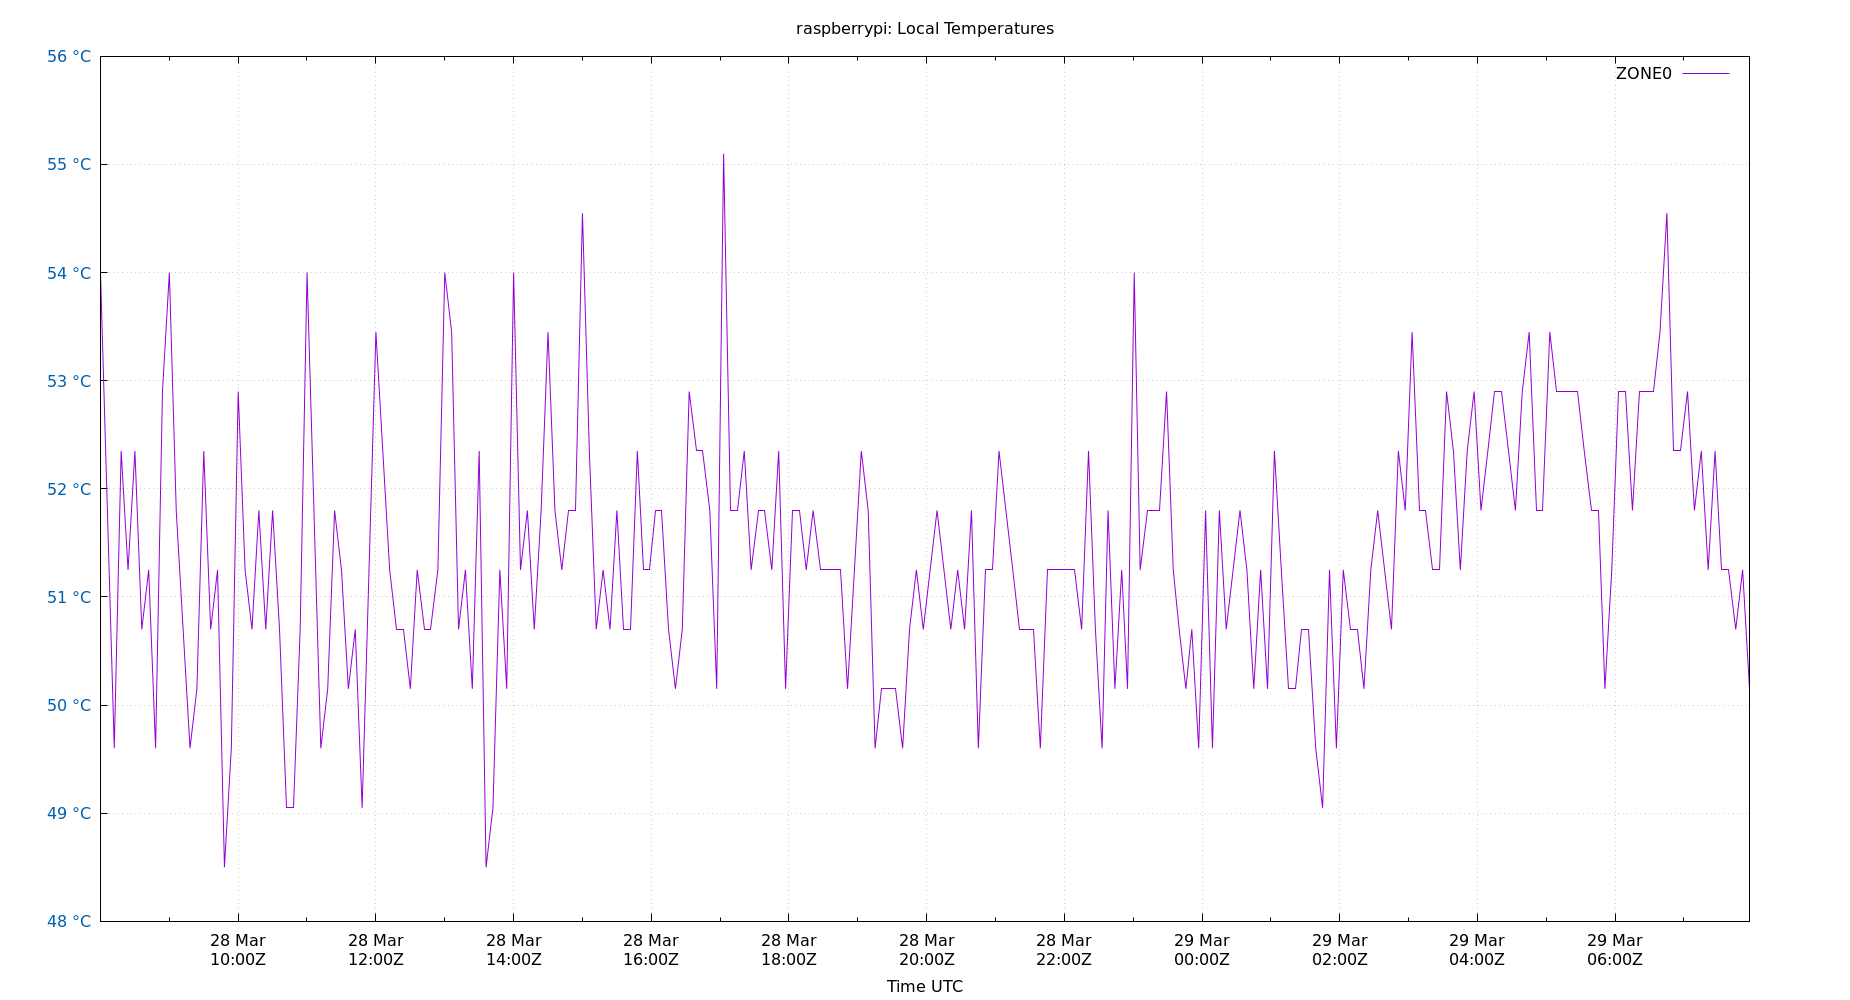 raspberrypi: Local Temperatures
56 °C
ZONE0
55 °C
54 °C
53 °C
52 °C
51 °C
50 °C
49 °C
48 °C
28 Mar 28 Mar 28 Mar 28 Mar 28 Mar 28 Mar 28 Mar 29 Mar 29 Mar 29 Mar 29 Mar
10:00Z 12:00Z 14:00Z 16:00Z 18:00Z 20:00Z 22:00Z 00:00Z 02:00Z 04:00Z 06:00Z
Time UTC